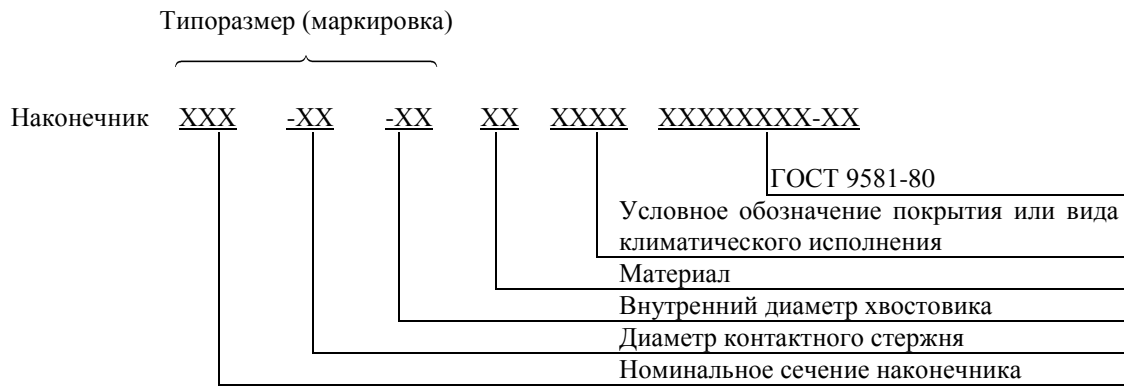 Типоразмер (маркировка)
Наконечник XXX -XX -XX XX XXXX XXXXXXXX-XX
ГОСТ 9581-80
Условное обозначение покрытия или вида
климатического исполнения
Материал
Внутренний диаметр хвостовика
Диаметр контактного стержня
Номинальное сечение наконечника